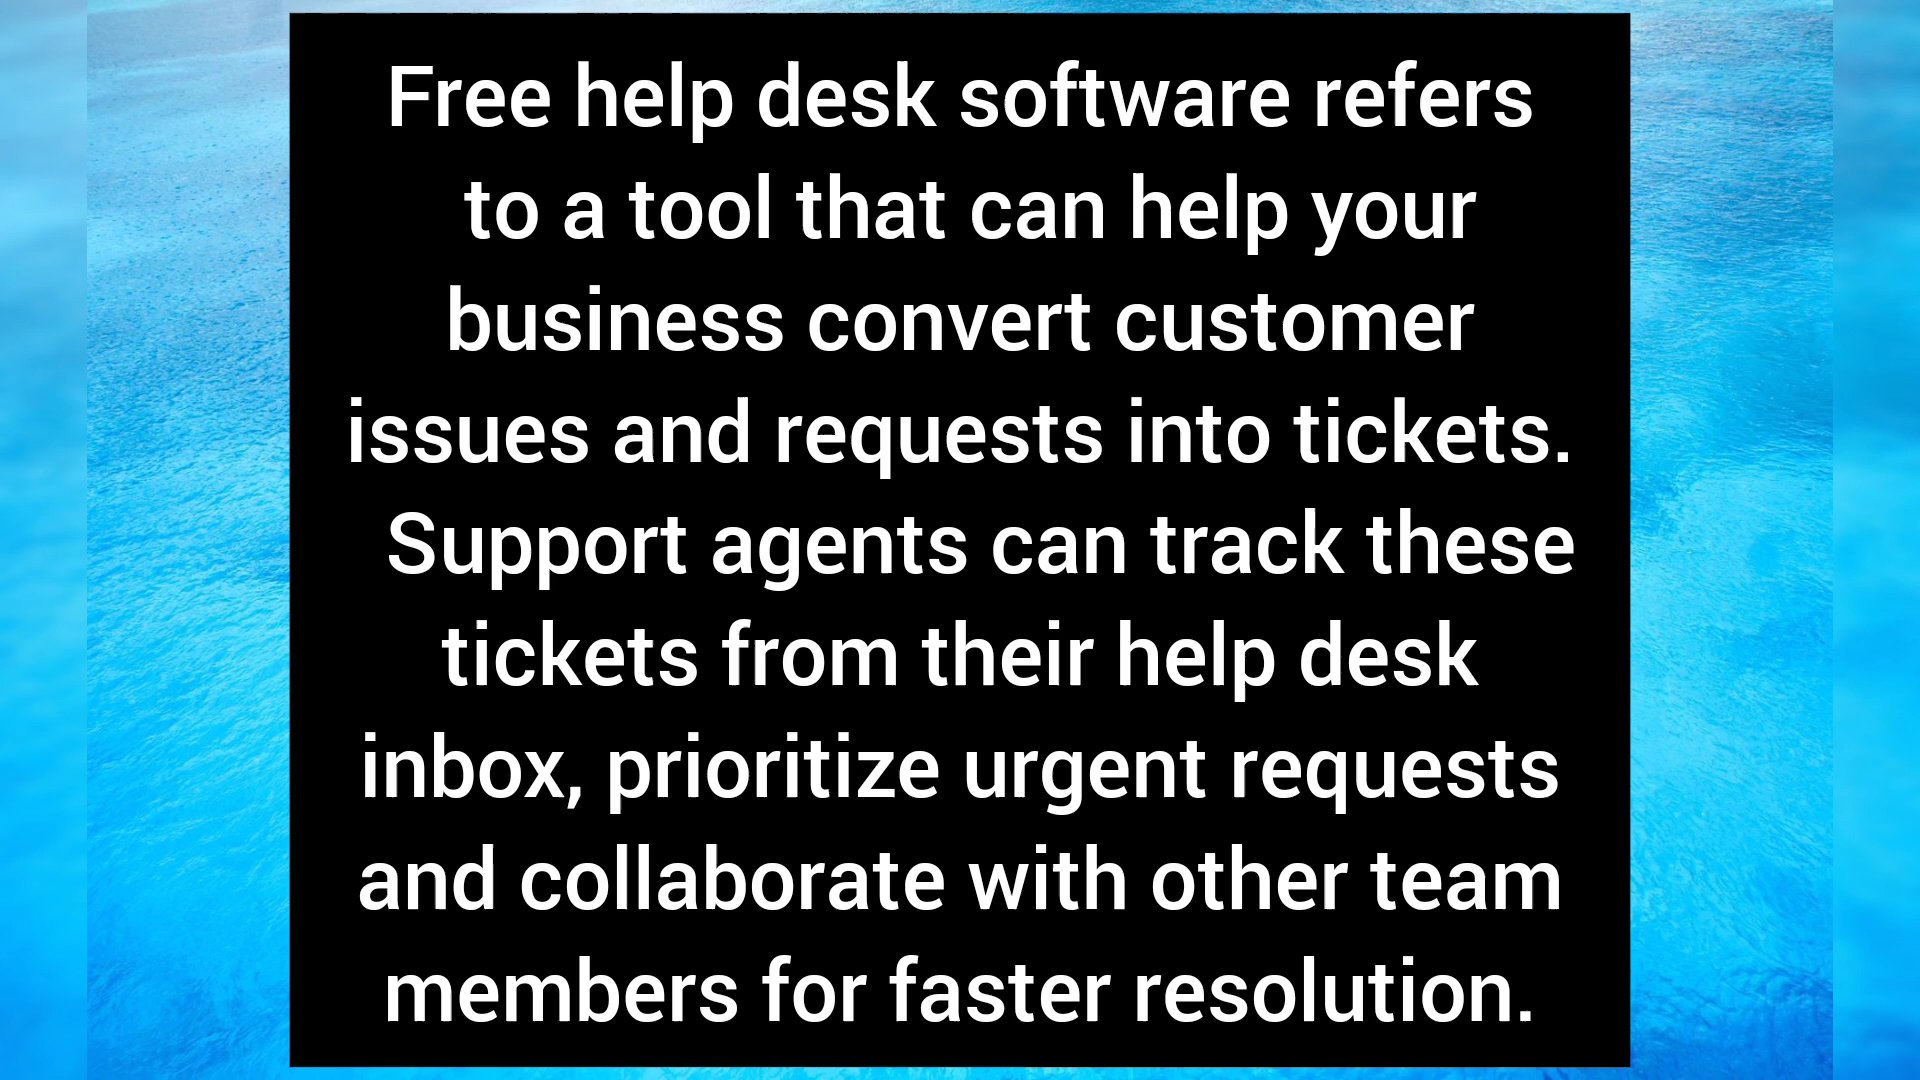 Free help desk software refers
to a tool that can help your
business convert customer
issues and requests into tickets.
Support agents can track these
tickets from their help desk
inbox, prioritize urgent requests
and collaborate with other team
members for faster resolution.